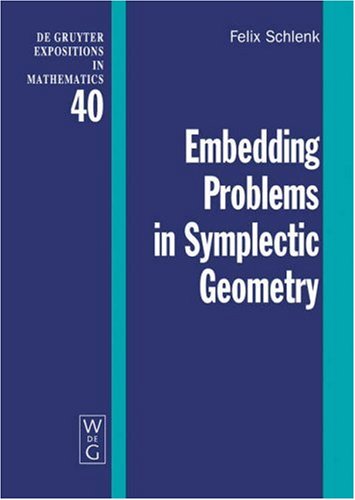 DE GRUYTER
EXPOSITIONS
IN
MATHEMATICS
40
Felix Schlenk
Embedding
Problems
in Symplectic
Geometry
W
DE
G